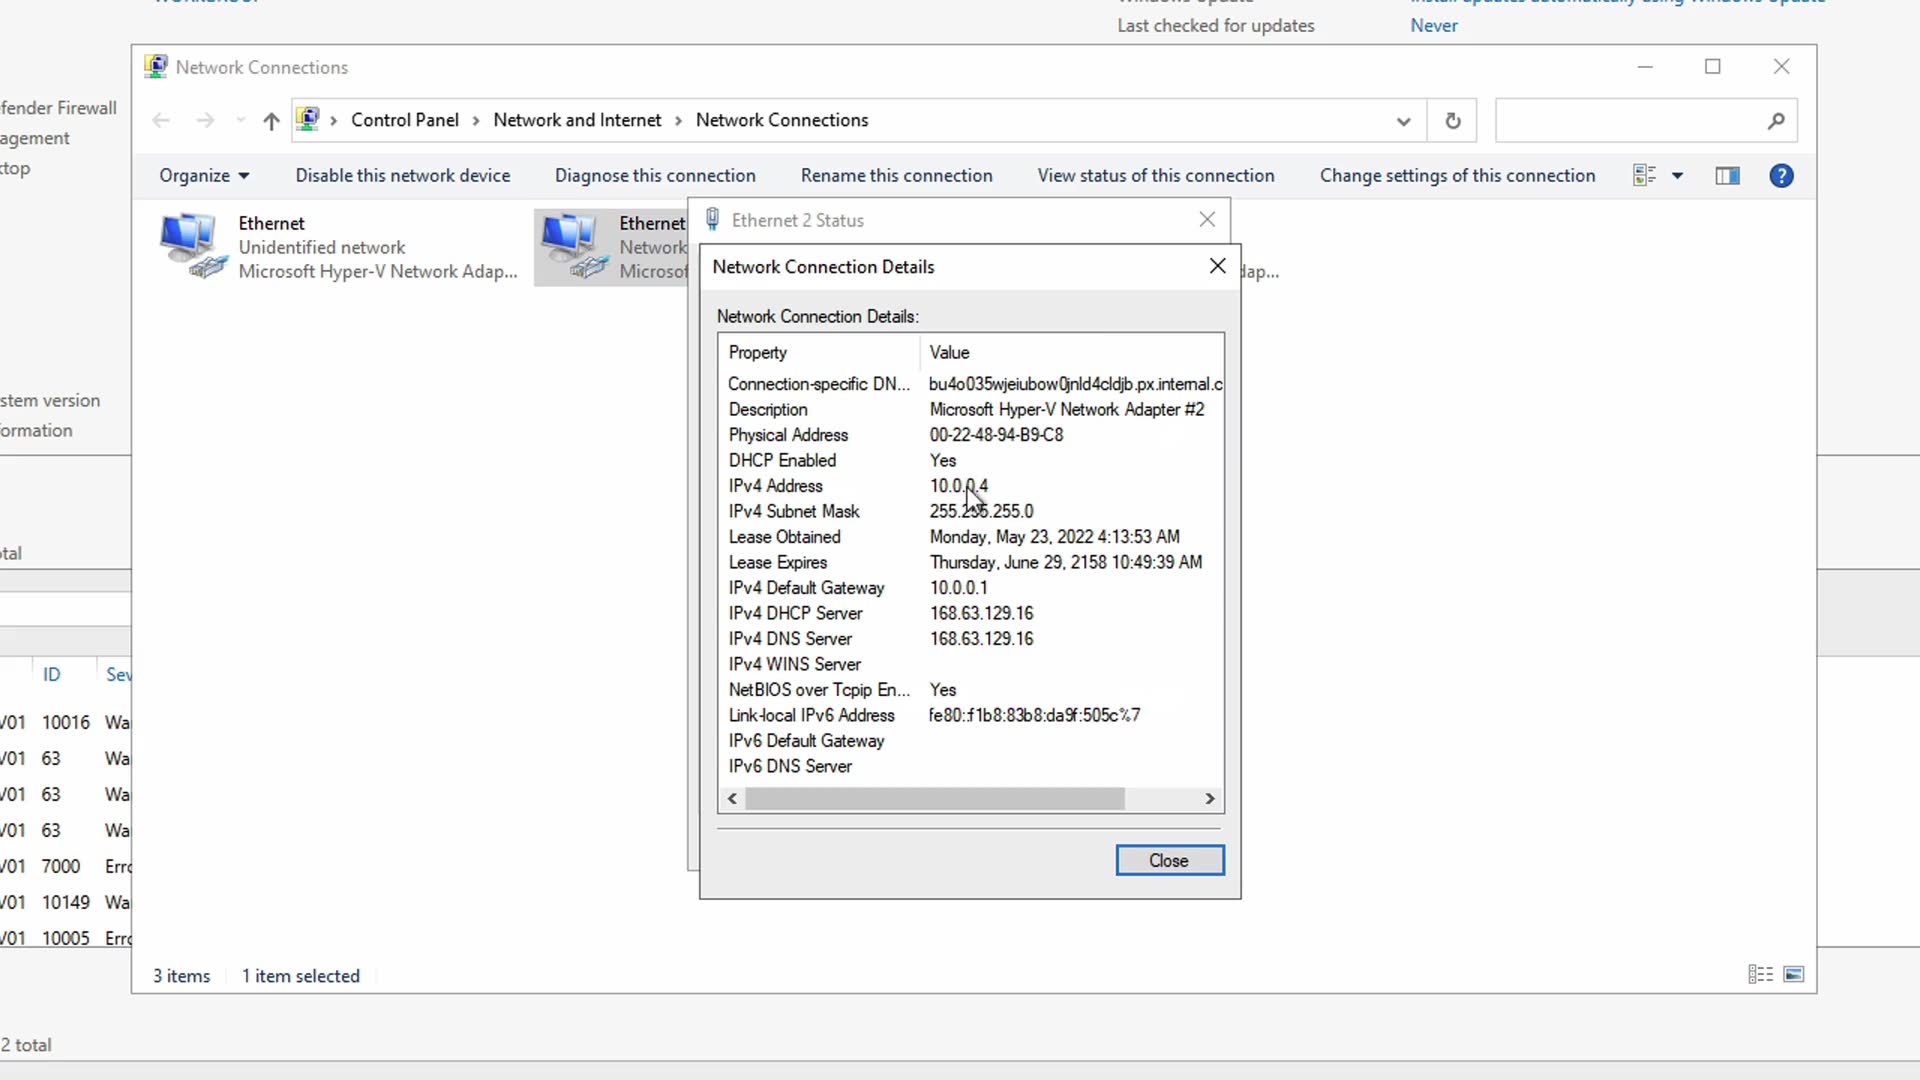 Last checked for updates
Never
Network Connections
fender Firewall
agement
ktop
Control Panel > Network and Internet > Network Connections
Organize
Disable this network device
Diagnose this connection
Rename this connection
View status of this connection
Change settings of this connection
Ethernet
Unidentified network
Microsoft Hyper-V Network Adap...
Ethernet
Network
Microsof
dap...
Ethernet 2 Status
Network Connection Details
Network Connection Details:
Property Value
Connection-specific DN... bu4o035wjeiubow0jnld4cldjb.px.internal.c
Description Microsoft Hyper-V Network Adapter #2
Physical Address 00-22-48-94-B9-C8
DHCP Enabled Yes
IPv4 Address 10.0.0.4
IPv4 Subnet Mask 255.255.255.0
Lease Obtained Monday, May 23, 2022 4:13:53 AM
Lease Expires Thursday, June 29, 2158 10:49:39 AM
IPv4 Default Gateway 10.0.0.1
IPv4 DHCP Server 168.63.129.16
IPv4 DNS Server 168.63.129.16
IPv4 WINS Server
NetBIOS over Tcpip En... Yes
Link-local IPv6 Address fe80::f1b8:83b8:da9f:505c%7
IPv6 Default Gateway
IPv6 DNS Server
Close
stem version
formation
otal
ID Sev
V01 10016 Wa
V01 63 Wa
V01 63 Wa
V01 63 Wa
V01 7000 Erro
V01 10149 Wa
V01 10005 Erro
3 items
1 item selected
2 total